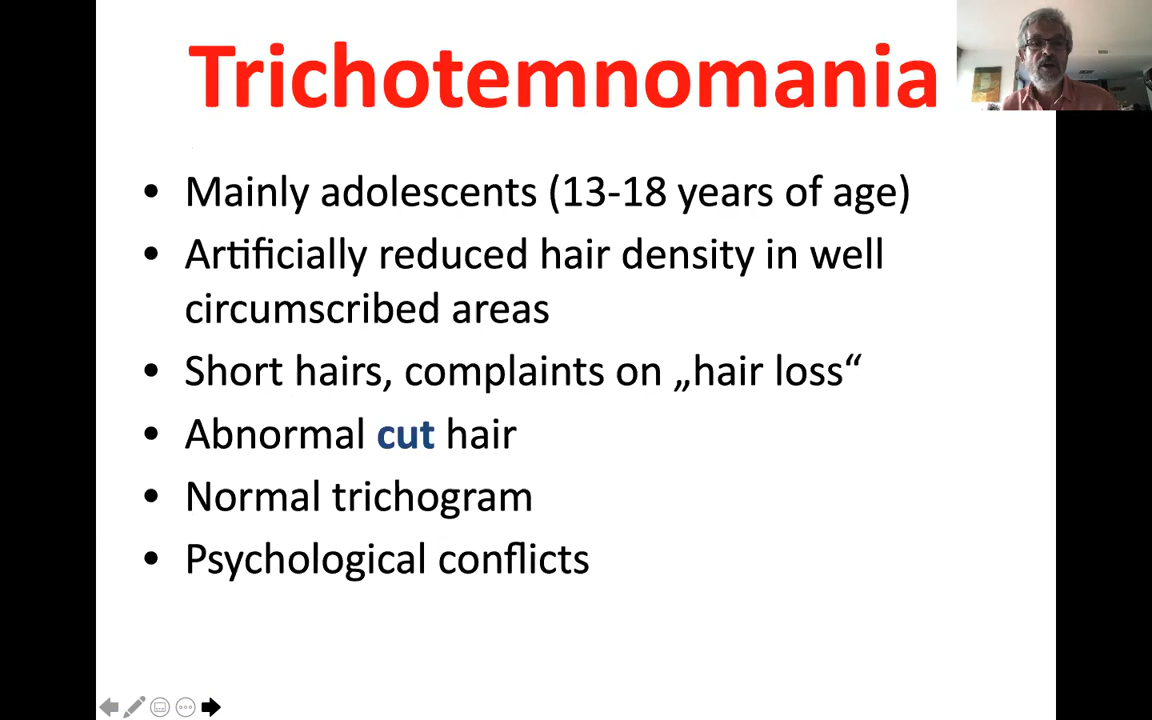 Trichotemnomania
• Mainly adolescents (13-18 years of age)
• Artificially reduced hair density in well
circumscribed areas
• Short hairs, complaints on „hair loss“
• Abnormal cut hair
• Normal trichogram
• Psychological conflicts